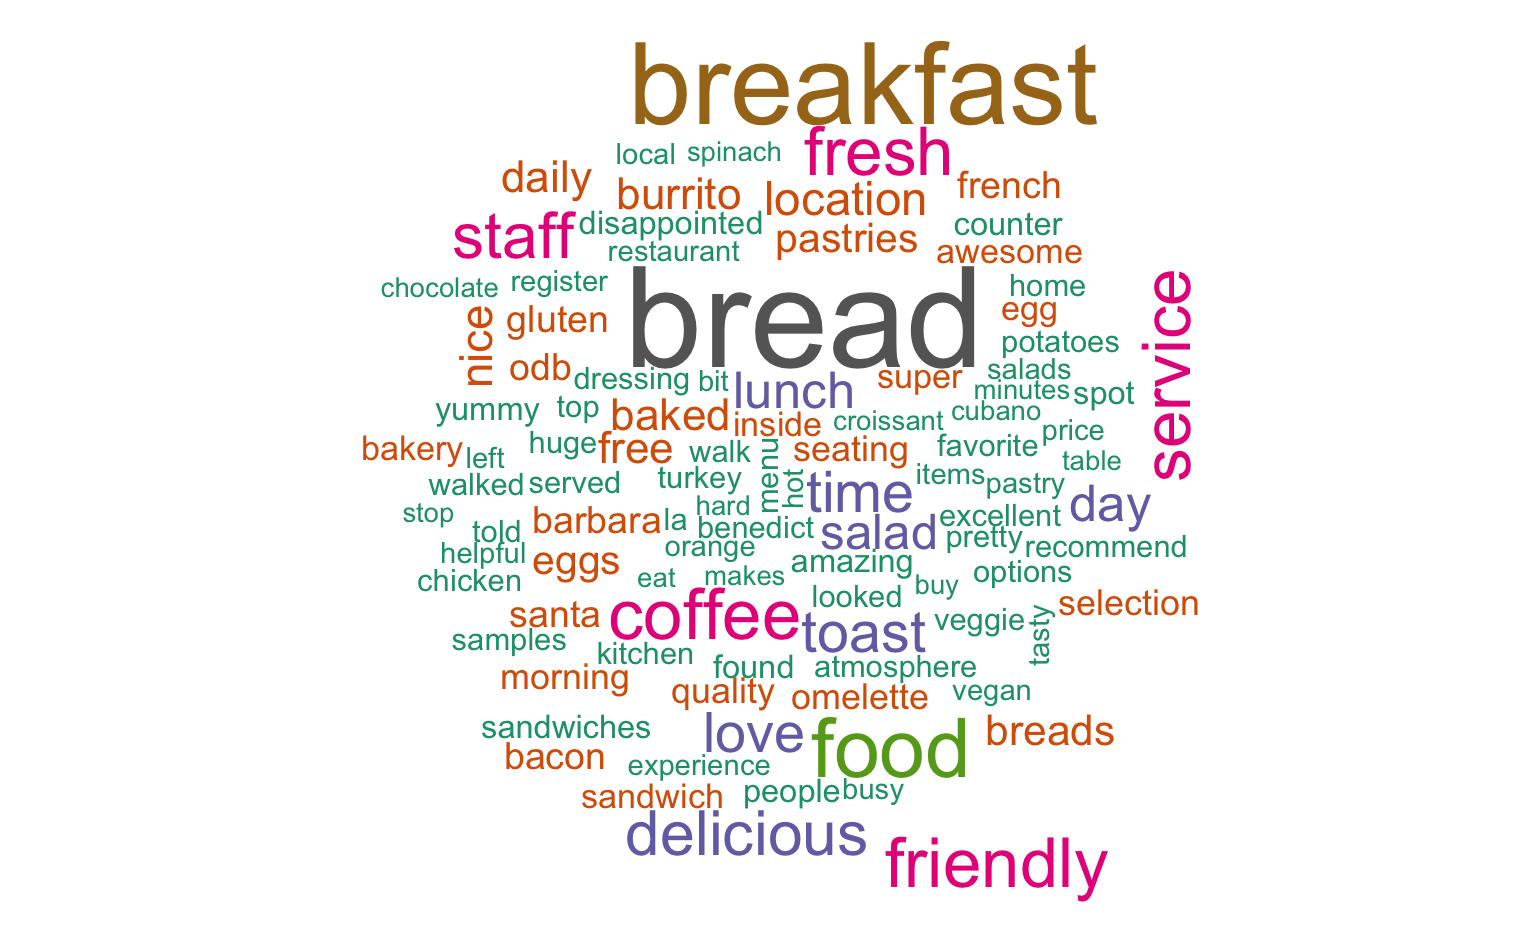 breakfast
fresh
local
spinach
daily
burrito
location
french
staff
disappointed
pastries
counter
restaurant
awesome
chocolate
register
bread
home
service
nice
gluten
egg
potatoes
odb
dressing
bit
lunch
super
salads
minutes
spot
yummy
top
baked
inside
croissant
cubano
price
bakery
left
huge
free
walk
menu
seating
favorite
table
walked
served
turkey
hot
time
items
pastry
day
stop
told
barbara
la
hard
benedict
salad
excellent
pretty
recommend
helpful
eggs
orange
amazing
chicken
eat
makes
looked
buy
options
santa
coffee
toast
veggie
tasty
selection
samples
kitchen
found
atmosphere
morning
quality
omelette
vegan
sandwiches
love
food
breads
bacon
experience
sandwich
people
busy
delicious
friendly